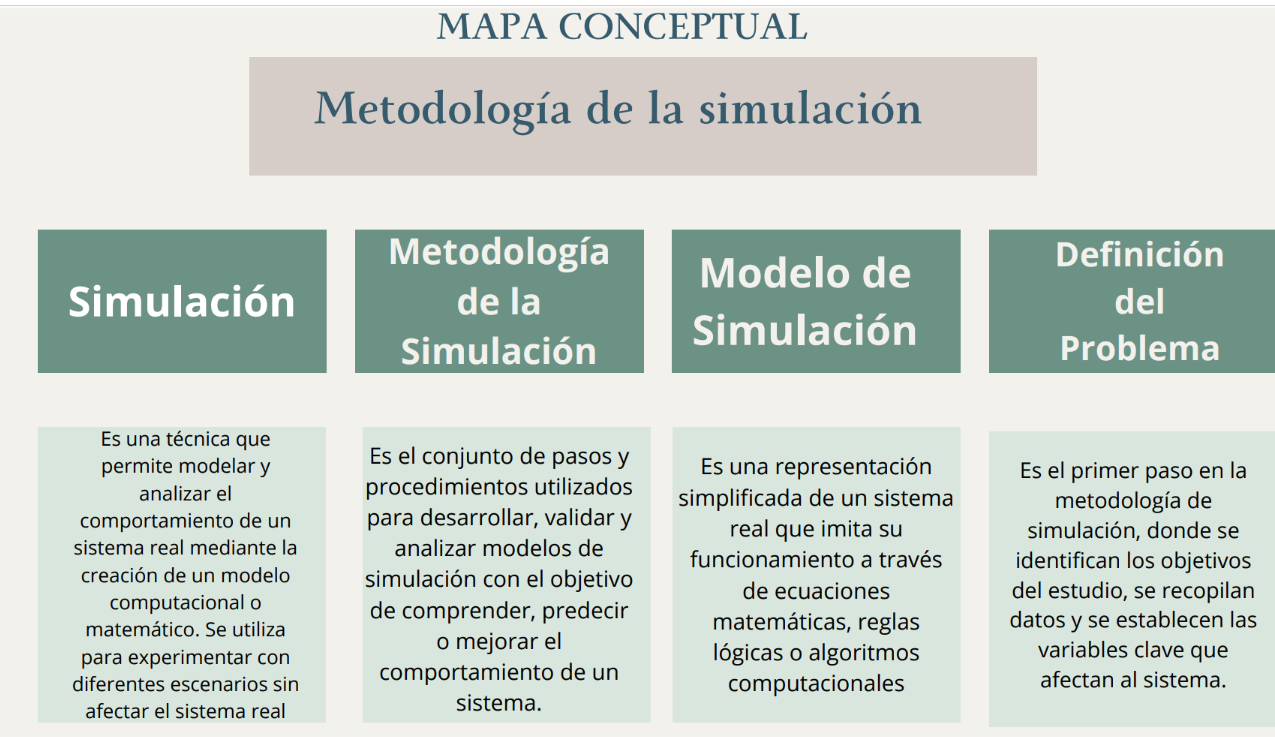 MAPA CONCEPTUAL
Metodología de la simulación
Simulación
Es una técnica que
permite modelar y
analizar el
comportamiento de un
sistema real mediante la
creación de un modelo
computacional o
matemático. Se utiliza
para experimentar con
diferentes escenarios sin
afectar el sistema real
Metodología
de la
Simulación
Es el conjunto de pasos y
procedimientos utilizados
para desarrollar, validar y
analizar modelos de
simulación con el objetivo
de comprender, predecir
o mejorar el
comportamiento de un
sistema.
Modelo de
Simulación
Es una representación
simplificada de un sistema
real que imita su
funcionamiento a través
de ecuaciones
matemáticas, reglas
lógicas o algoritmos
computacionales
Definición
del
Problema
Es el primer paso en la
metodología de
simulación, donde se
identifican los objetivos
del estudio, se recopilan
datos y se establecen las
variables clave que
afectan al sistema.